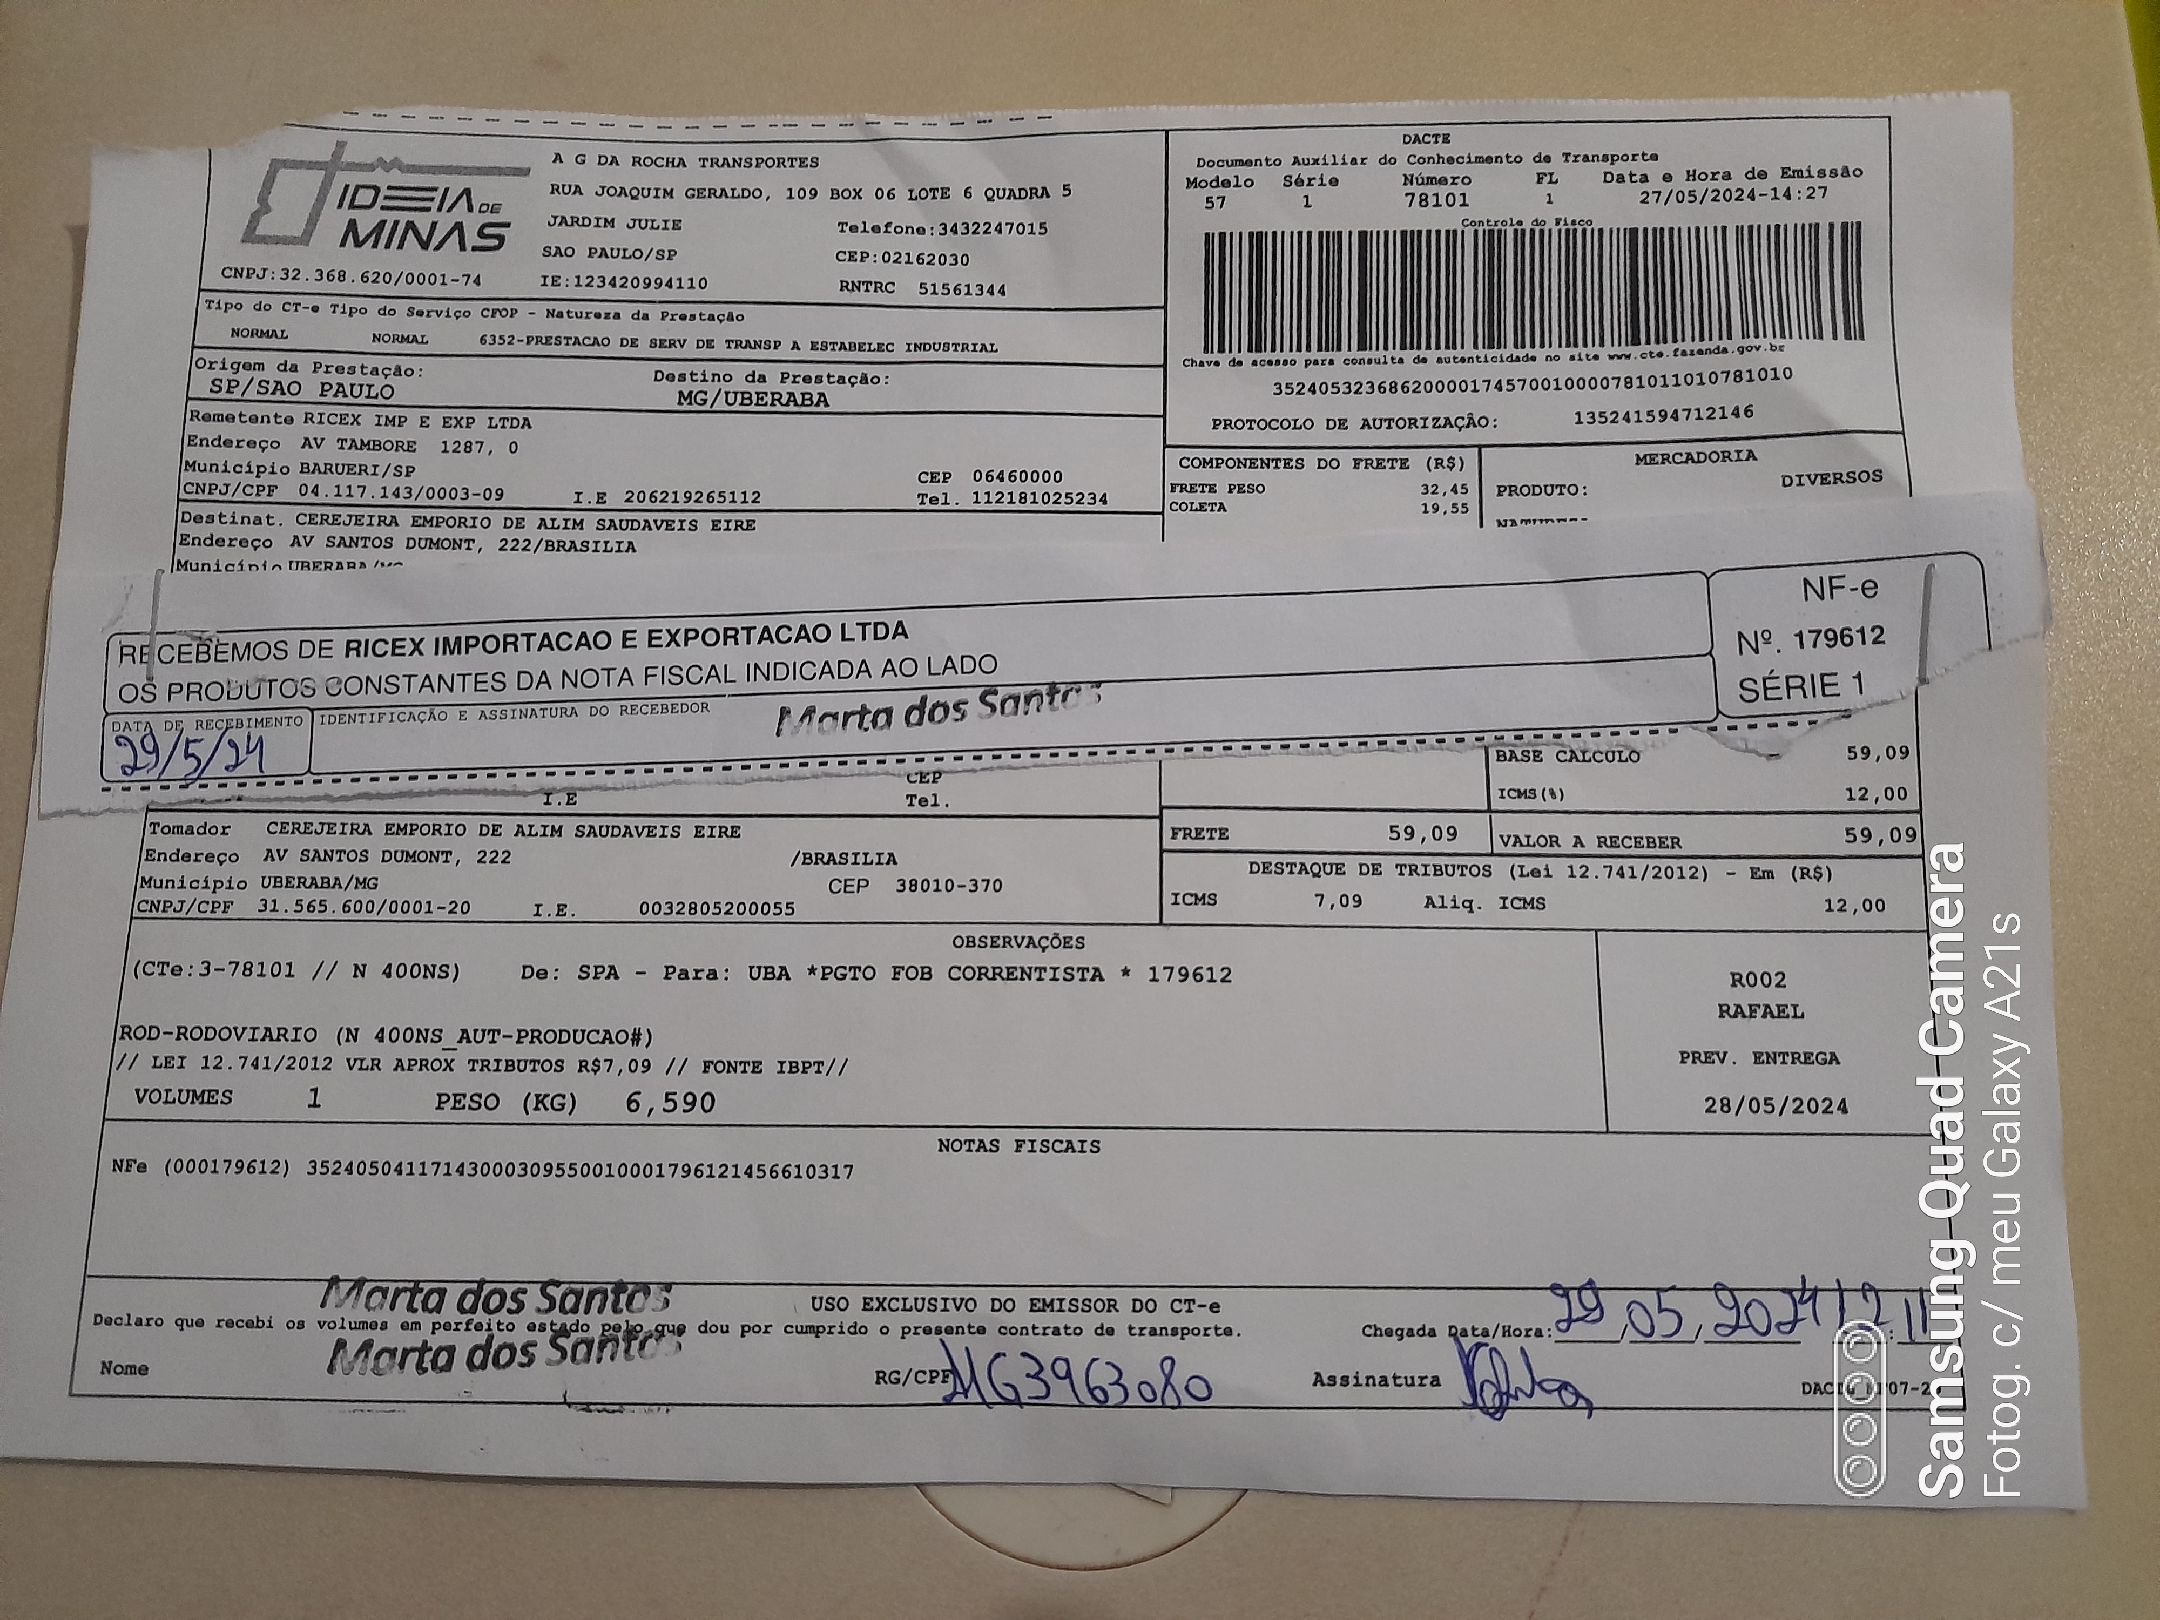 IDEIA DE MINAS
A G DA ROCHA TRANSPORTES
RUA JOAQUIM GERALDO, 109 BOX 06 LOTE 6 QUADRA 5
JARDIM JULIE Telefone:3432247015
SAO PAULO/SP CEP:02162030
CNPJ:32.368.620/0001-74 IE:123420994110 RNTRC 51561344
DACTE
Documento Auxiliar do Conhecimento de Transporte
Modelo Série Número FL Data e Hora de Emissão
57 1 78101 1 27/05/2024-14:27
Controle do Fisco
Chave de acesso para consulta de autenticidade no site www.cte.fazenda.gov.br
35240532368620000174570010000781011010781010
PROTOCOLO DE AUTORIZAÇÃO: 135241594712146
Tipo do CT-e Tipo do Serviço CFOP - Natureza da Prestação
NORMAL NORMAL 6352-PRESTACAO DE SERV DE TRANSP A ESTABELEC INDUSTRIAL
Origem da Prestação: Destino da Prestação:
SP/SAO PAULO MG/UBERABA
Remetente RICEX IMP E EXP LTDA
Endereço AV TAMBORE 1287, 0
Município BARUERI/SP CEP 06460000
CNPJ/CPF 04.117.143/0003-09 I.E 206219265112 Tel. 112181025234
COMPONENTES DO FRETE (R$)
FRETE PESO 32,45
COLETA 19,55
MERCADORIA
PRODUTO: DIVERSOS
Destinat. CEREJEIRA EMPORIO DE ALIM SAUDAVEIS EIRE
Endereço AV SANTOS DUMONT, 222/BRASILIA
Município UBERABA
RECEBEMOS DE RICEX IMPORTACAO E EXPORTACAO LTDA
OS PRODUTOS CONSTANTES DA NOTA FISCAL INDICADA AO LADO
NF-e
Nº. 179612
SÉRIE 1
DATA DE RECEBIMENTO IDENTIFICAÇÃO E ASSINATURA DO RECEBEDOR
29/5/24 Marta dos Santos
CEP
I.E Tel.
BASE CALCULO 59,09
ICMS(%) 12,00
FRETE 59,09 VALOR A RECEBER 59,09
DESTAQUE DE TRIBUTOS (Lei 12.741/2012) - Em (R$)
ICMS 7,09 Aliq. ICMS 12,00
Tomador CEREJEIRA EMPORIO DE ALIM SAUDAVEIS EIRE
Endereço AV SANTOS DUMONT, 222 /BRASILIA
Município UBERABA/MG CEP 38010-370
CNPJ/CPF 31.565.600/0001-20 I.E. 0032805200055
OBSERVAÇÕES
(CTe:3-78101 // N 400NS) De: SPA - Para: UBA *PGTO FOB CORRENTISTA * 179612
ROD-RODOVIARIO (N 400NS_AUT-PRODUCAO#)
// LEI 12.741/2012 VLR APROX TRIBUTOS R$7,09 // FONTE IBPT//
VOLUMES 1 PESO (KG) 6,590
R002
RAFAEL
PREV. ENTREGA
28/05/2024
NOTAS FISCAIS
NFe (000179612) 35240504117143000309550010001796121456610317
Marta dos Santos
USO EXCLUSIVO DO EMISSOR DO CT-e
Declaro que recebi os volumes em perfeito estado pelo que dou por cumprido o presente contrato de transporte.
Chegada Data/Hora: 29/05/2024 12:11
Marta dos Santos
Nome RG/CPF MG3963080 Assinatura
Samsung Quad Camera
Fotog. c/ meu Galaxy A21s